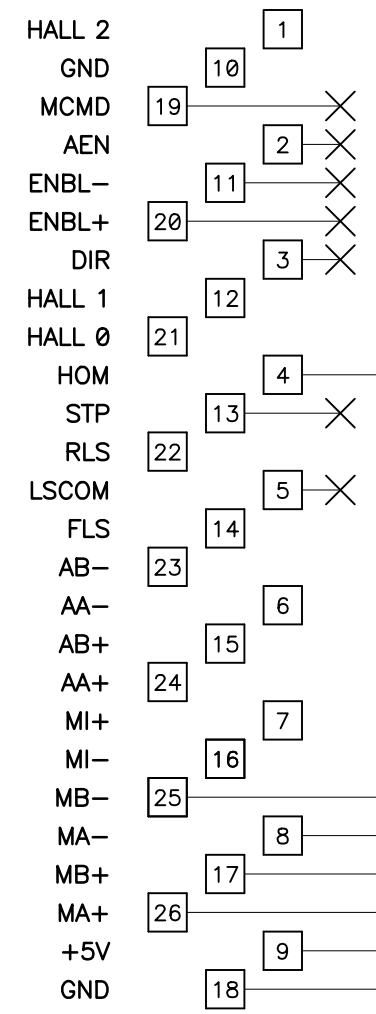 HALL 2 1
GND 10
MCMD 19
AEN 2
ENBL− 11
ENBL+ 20
DIR 3
HALL 1 12
HALL 0 21
HOM 4
STP 13
RLS 22
LSCOM 5
FLS 14
AB− 23
AA− 6
AB+ 15
AA+ 24
MI+ 7
MI− 16
MB− 25
MA− 8
MB+ 17
MA+ 26
+5V 9
GND 18